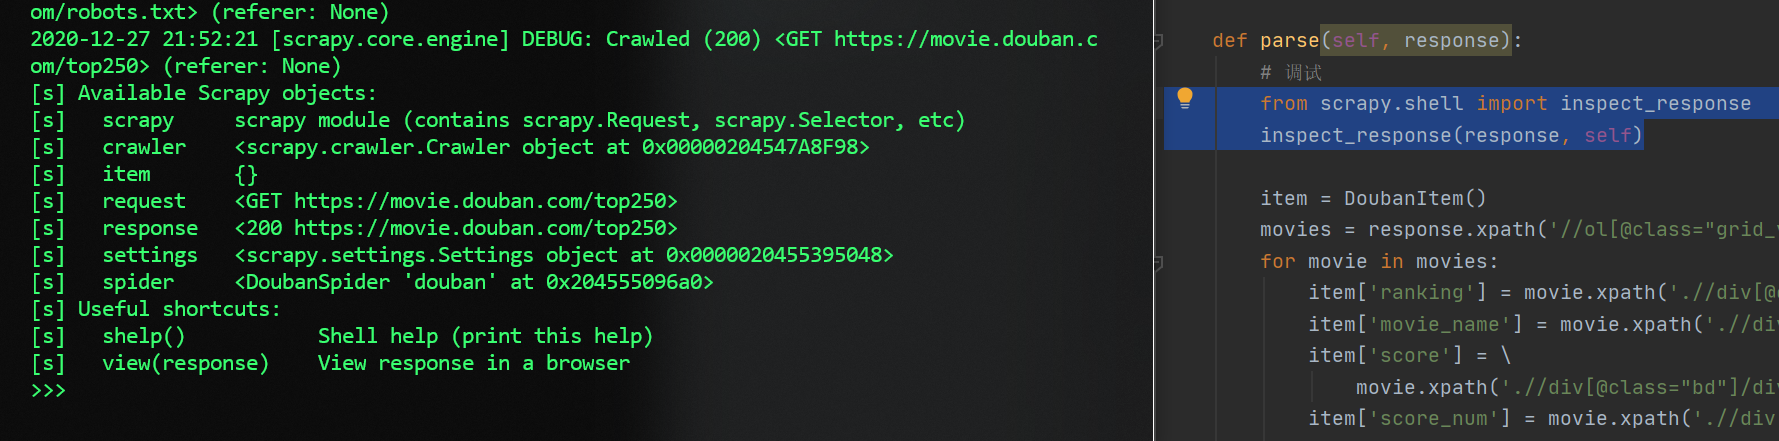 om/robots.txt> (referer: None)
2020-12-27 21:52:21 [scrapy.core.engine] DEBUG: Crawled (200) <GET https://movie.douban.c
om/top250> (referer: None)
[s] Available Scrapy objects:
[s]   scrapy     scrapy module (contains scrapy.Request, scrapy.Selector, etc)
[s]   crawler    <scrapy.crawler.Crawler object at 0x00000204547A8F98>
[s]   item       {}
[s]   request    <GET https://movie.douban.com/top250>
[s]   response   <200 https://movie.douban.com/top250>
[s]   settings   <scrapy.settings.Settings object at 0x0000020455395048>
[s]   spider     <DoubanSpider 'douban' at 0x204555096a0>
[s] Useful shortcuts:
[s]   shelp()           Shell help (print this help)
[s]   view(response)    View response in a browser
>>>
def parse(self, response):
# 调试
from scrapy.shell import inspect_response
inspect_response(response, self)
item = DoubanItem()
movies = response.xpath('//ol[@class="grid_
for movie in movies:
item['ranking'] = movie.xpath('.//div[@
item['movie_name'] = movie.xpath('.//div
item['score'] = \
movie.xpath('.//div[@class="bd"]/div
item['score_num'] = movie.xpath('.//div